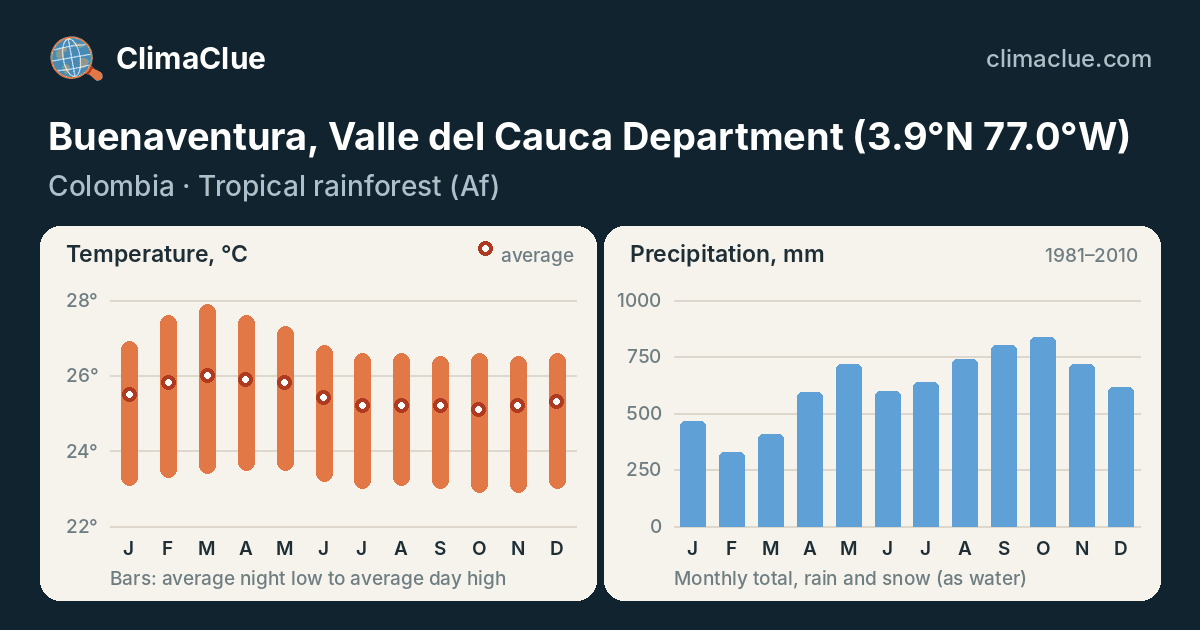 ClimaClue
climaclue.com
Buenaventura, Valle del Cauca Department (3.9°N 77.0°W)
Colombia · Tropical rainforest (Af)
Temperature, °C
average
28°
26°
24°
22°
J F M A M J J A S O N D
Bars: average night low to average day high
Precipitation, mm
1981–2010
1000
750
500
250
0
J F M A M J J A S O N D
Monthly total, rain and snow (as water)